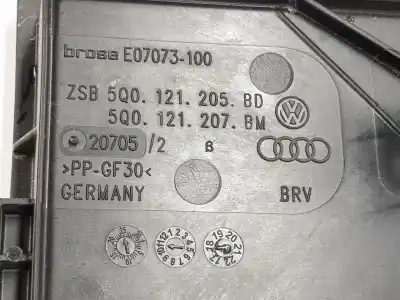 brose E07073-100
ZSB 5Q0.121.205.BD
5Q0.121.207.BM
20705/2
>PP-GF30<
GERMANY BRV